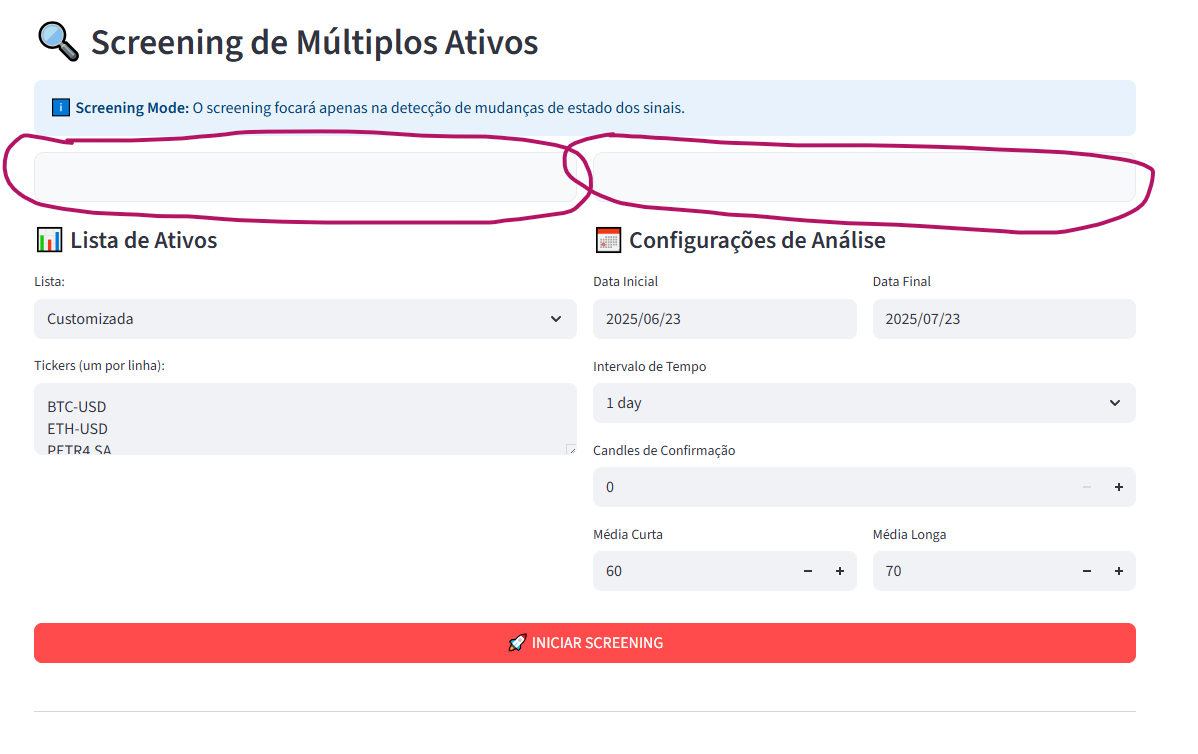 Screening de Múltiplos Ativos
i Screening Mode: O screening focará apenas na detecção de mudanças de estado dos sinais.
Lista de Ativos
Lista:
Customizada
Tickers (um por linha):
BTC-USD
ETH-USD
PETR4.SA
Configurações de Análise
Data Inicial
Data Final
2025/06/23
2025/07/23
Intervalo de Tempo
1 day
Candles de Confirmação
0
Média Curta
Média Longa
60
70
INICIAR SCREENING